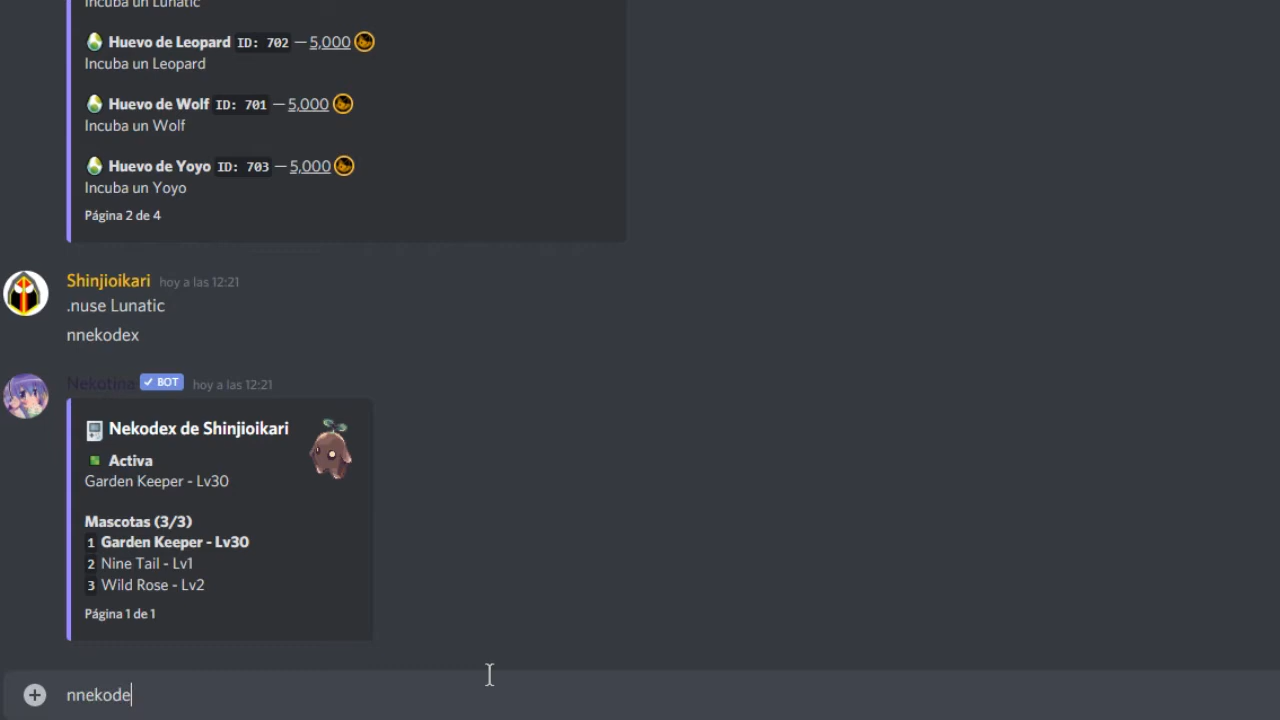 Incuba un Lunatic
Huevo de Leopard ID: 702 — 5,000
Incuba un Leopard
Huevo de Wolf ID: 701 — 5,000
Incuba un Wolf
Huevo de Yoyo ID: 703 — 5,000
Incuba un Yoyo
Página 2 de 4
Shinjioikari hoy a las 12:21
.nuse Lunatic
nnekodex
Nekotina ✓ BOT hoy a las 12:21
Nekodex de Shinjioikari
Activa
Garden Keeper - Lv30
Mascotas (3/3)
1 Garden Keeper - Lv30
2 Nine Tail - Lv1
3 Wild Rose - Lv2
Página 1 de 1
nnekode